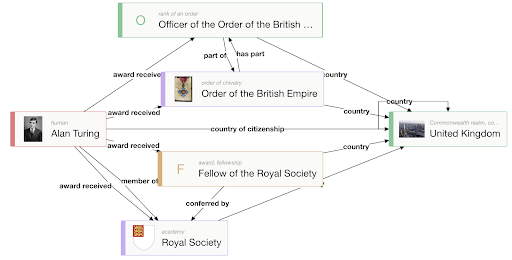 rank of an order
O
Officer of the Order of the British ...
part of
has part
award received
country
order of chivalry
Order of the British Empire
award received
country
country
human
Alan Turing
country of citizenship
Commonwealth realm, co...
United Kingdom
award received
country
award, fellowship
F
Fellow of the Royal Society
member of
award received
conferred by
academy
Royal Society